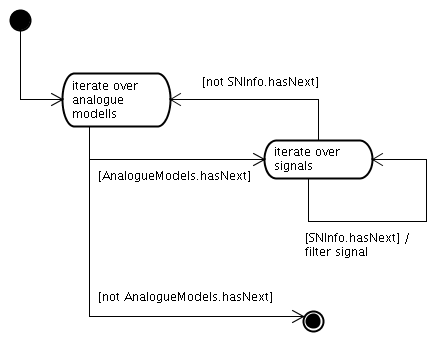 iterate over
analogue
modells
[not SNInfo.hasNext]
iterate over
signals
[AnalogueModels.hasNext]
[SNInfo.hasNext] /
filter signal
[not AnalogueModels.hasNext]